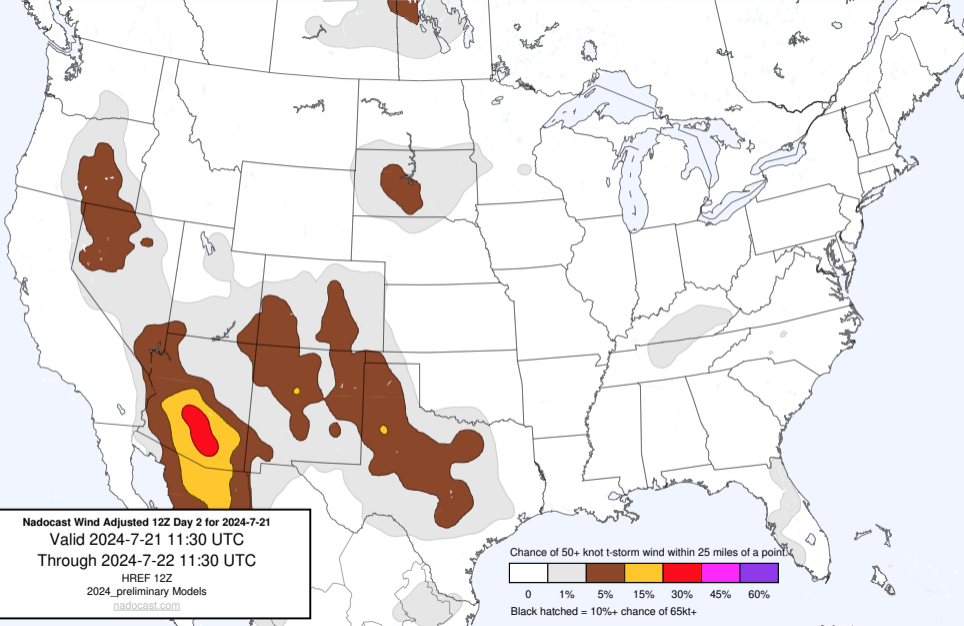 Nadocast Wind Adjusted 12Z Day 2 for 2024-7-21
Valid 2024-7-21 11:30 UTC
Through 2024-7-22 11:30 UTC
HREF 12Z
2024_preliminary Models
nadocast.com
Chance of 50+ knot t-storm wind within 25 miles of a point.
0 1% 5% 15% 30% 45% 60%
Black hatched = 10%+ chance of 65kt+